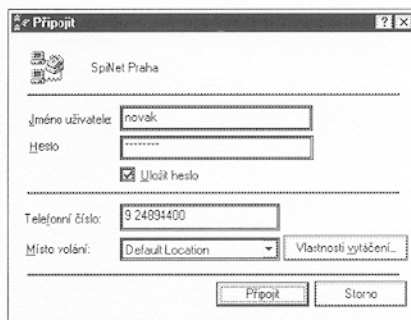 Připojit
SpiNet Praha
Jméno uživatele: novak
Heslo --------
Uložit heslo
Telefonní číslo: 9 24894400
Místo volání: Default Location Vlastnosti vytáčení...
Připojit Storno